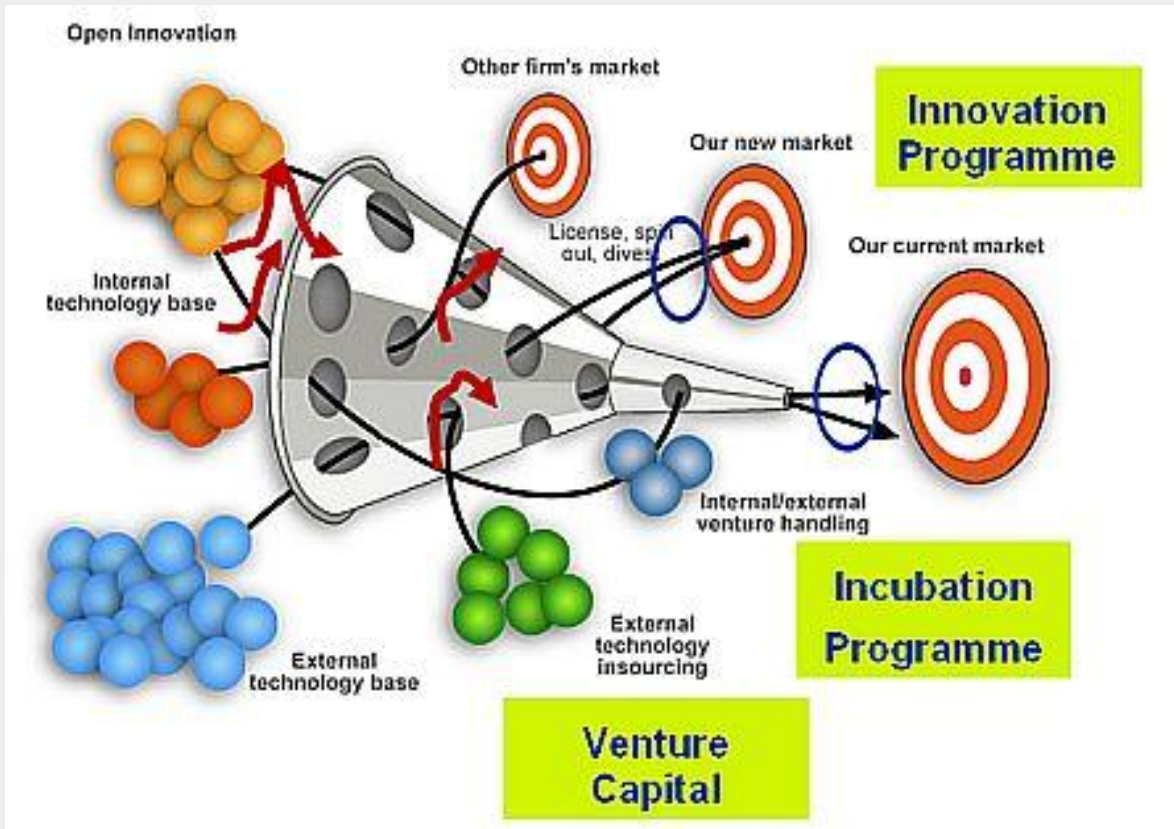 Open Innovation
Other firm's market
Our new market
Innovation
Programme
License, spin
out, divest
Our current market
Internal
technology base
Internal/external
venture handling
External
technology
insourcing
External
technology base
Incubation
Programme
Venture
Capital